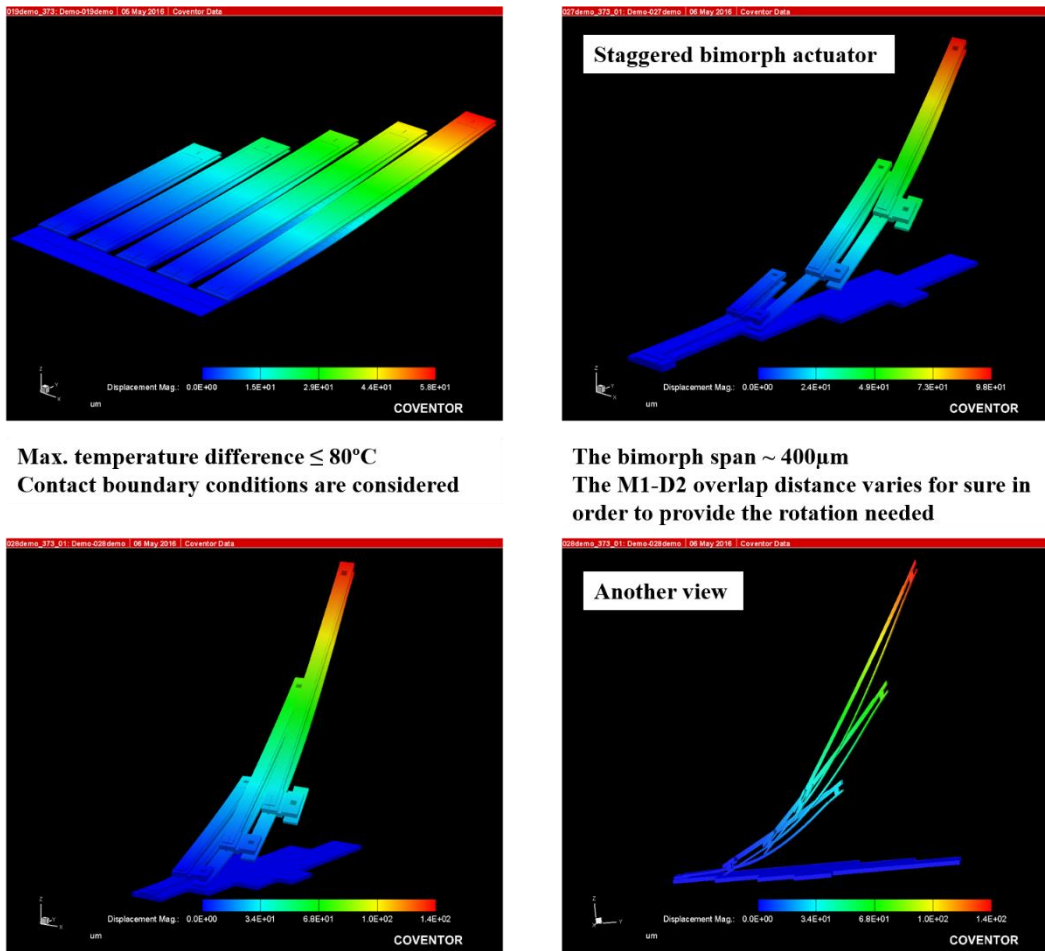 019demo_373: Demo-019demo | 05 May 2016 | Coventor Data
Displacement Mag.: 0.0E+00 1.5E+01 2.9E+01 4.4E+01 5.8E+01
um
COVENTOR
027demo_373_01: Demo-027demo | 06 May 2016 | Coventor Data
Staggered bimorph actuator
Displacement Mag.: 0.0E+00 2.4E+01 4.9E+01 7.3E+01 9.8E+01
um
COVENTOR
Max. temperature difference ≤ 80ºC
Contact boundary conditions are considered
The bimorph span ~ 400µm
The M1-D2 overlap distance varies for sure in
order to provide the rotation needed
028demo_373_01: Demo-028demo | 06 May 2016 | Coventor Data
Displacement Mag.: 0.0E+00 3.4E+01 6.8E+01 1.0E+02 1.4E+02
um
COVENTOR
028demo_373_01: Demo-028demo | 06 May 2016 | Coventor Data
Another view
Displacement Mag.: 0.0E+00 3.4E+01 6.8E+01 1.0E+02 1.4E+02
um
COVENTOR